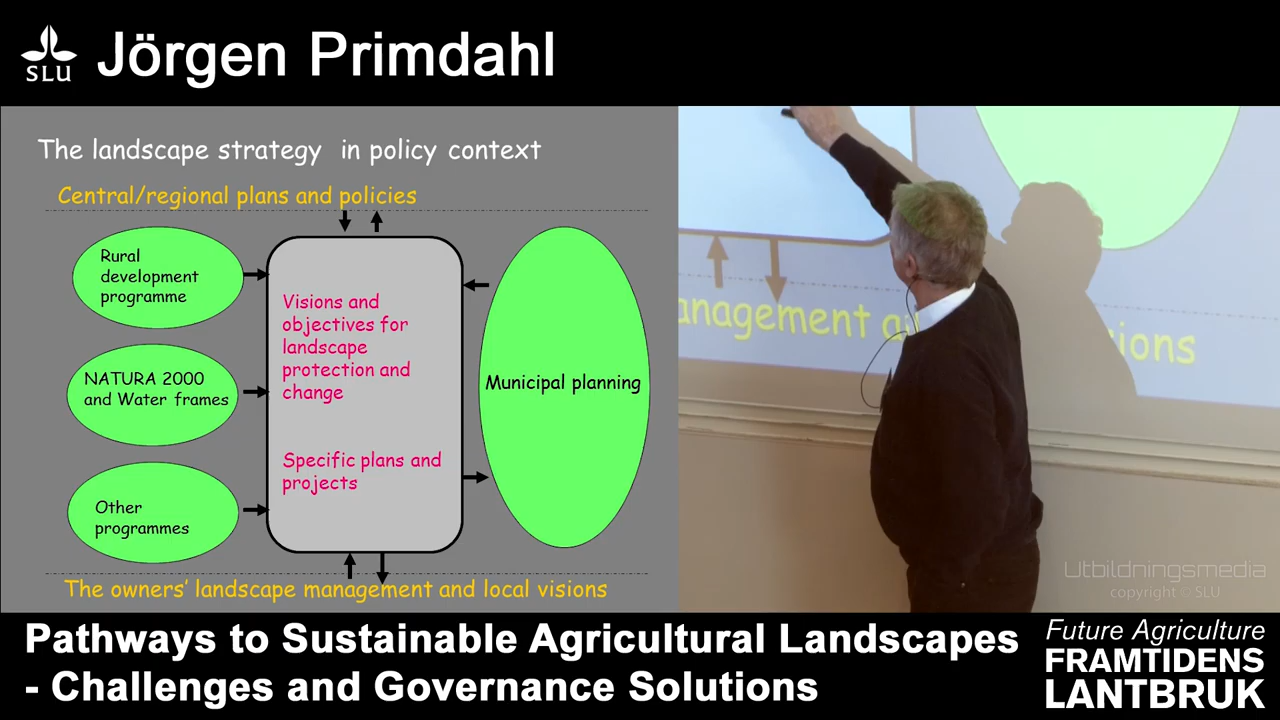 SLU
Jörgen Primdahl
The landscape strategy in policy context
Central/regional plans and policies
Rural
development
programme
NATURA 2000
and Water frames
Other
programmes
Visions and
objectives for
landscape
protection and
change
Specific plans and
projects
Municipal planning
The owners' landscape management and local visions
anagement a
ions
Utbildningsmedia
copyright © SLU
Pathways to Sustainable Agricultural Landscapes
- Challenges and Governance Solutions
Future Agriculture
FRAMTIDENS
LANTBRUK